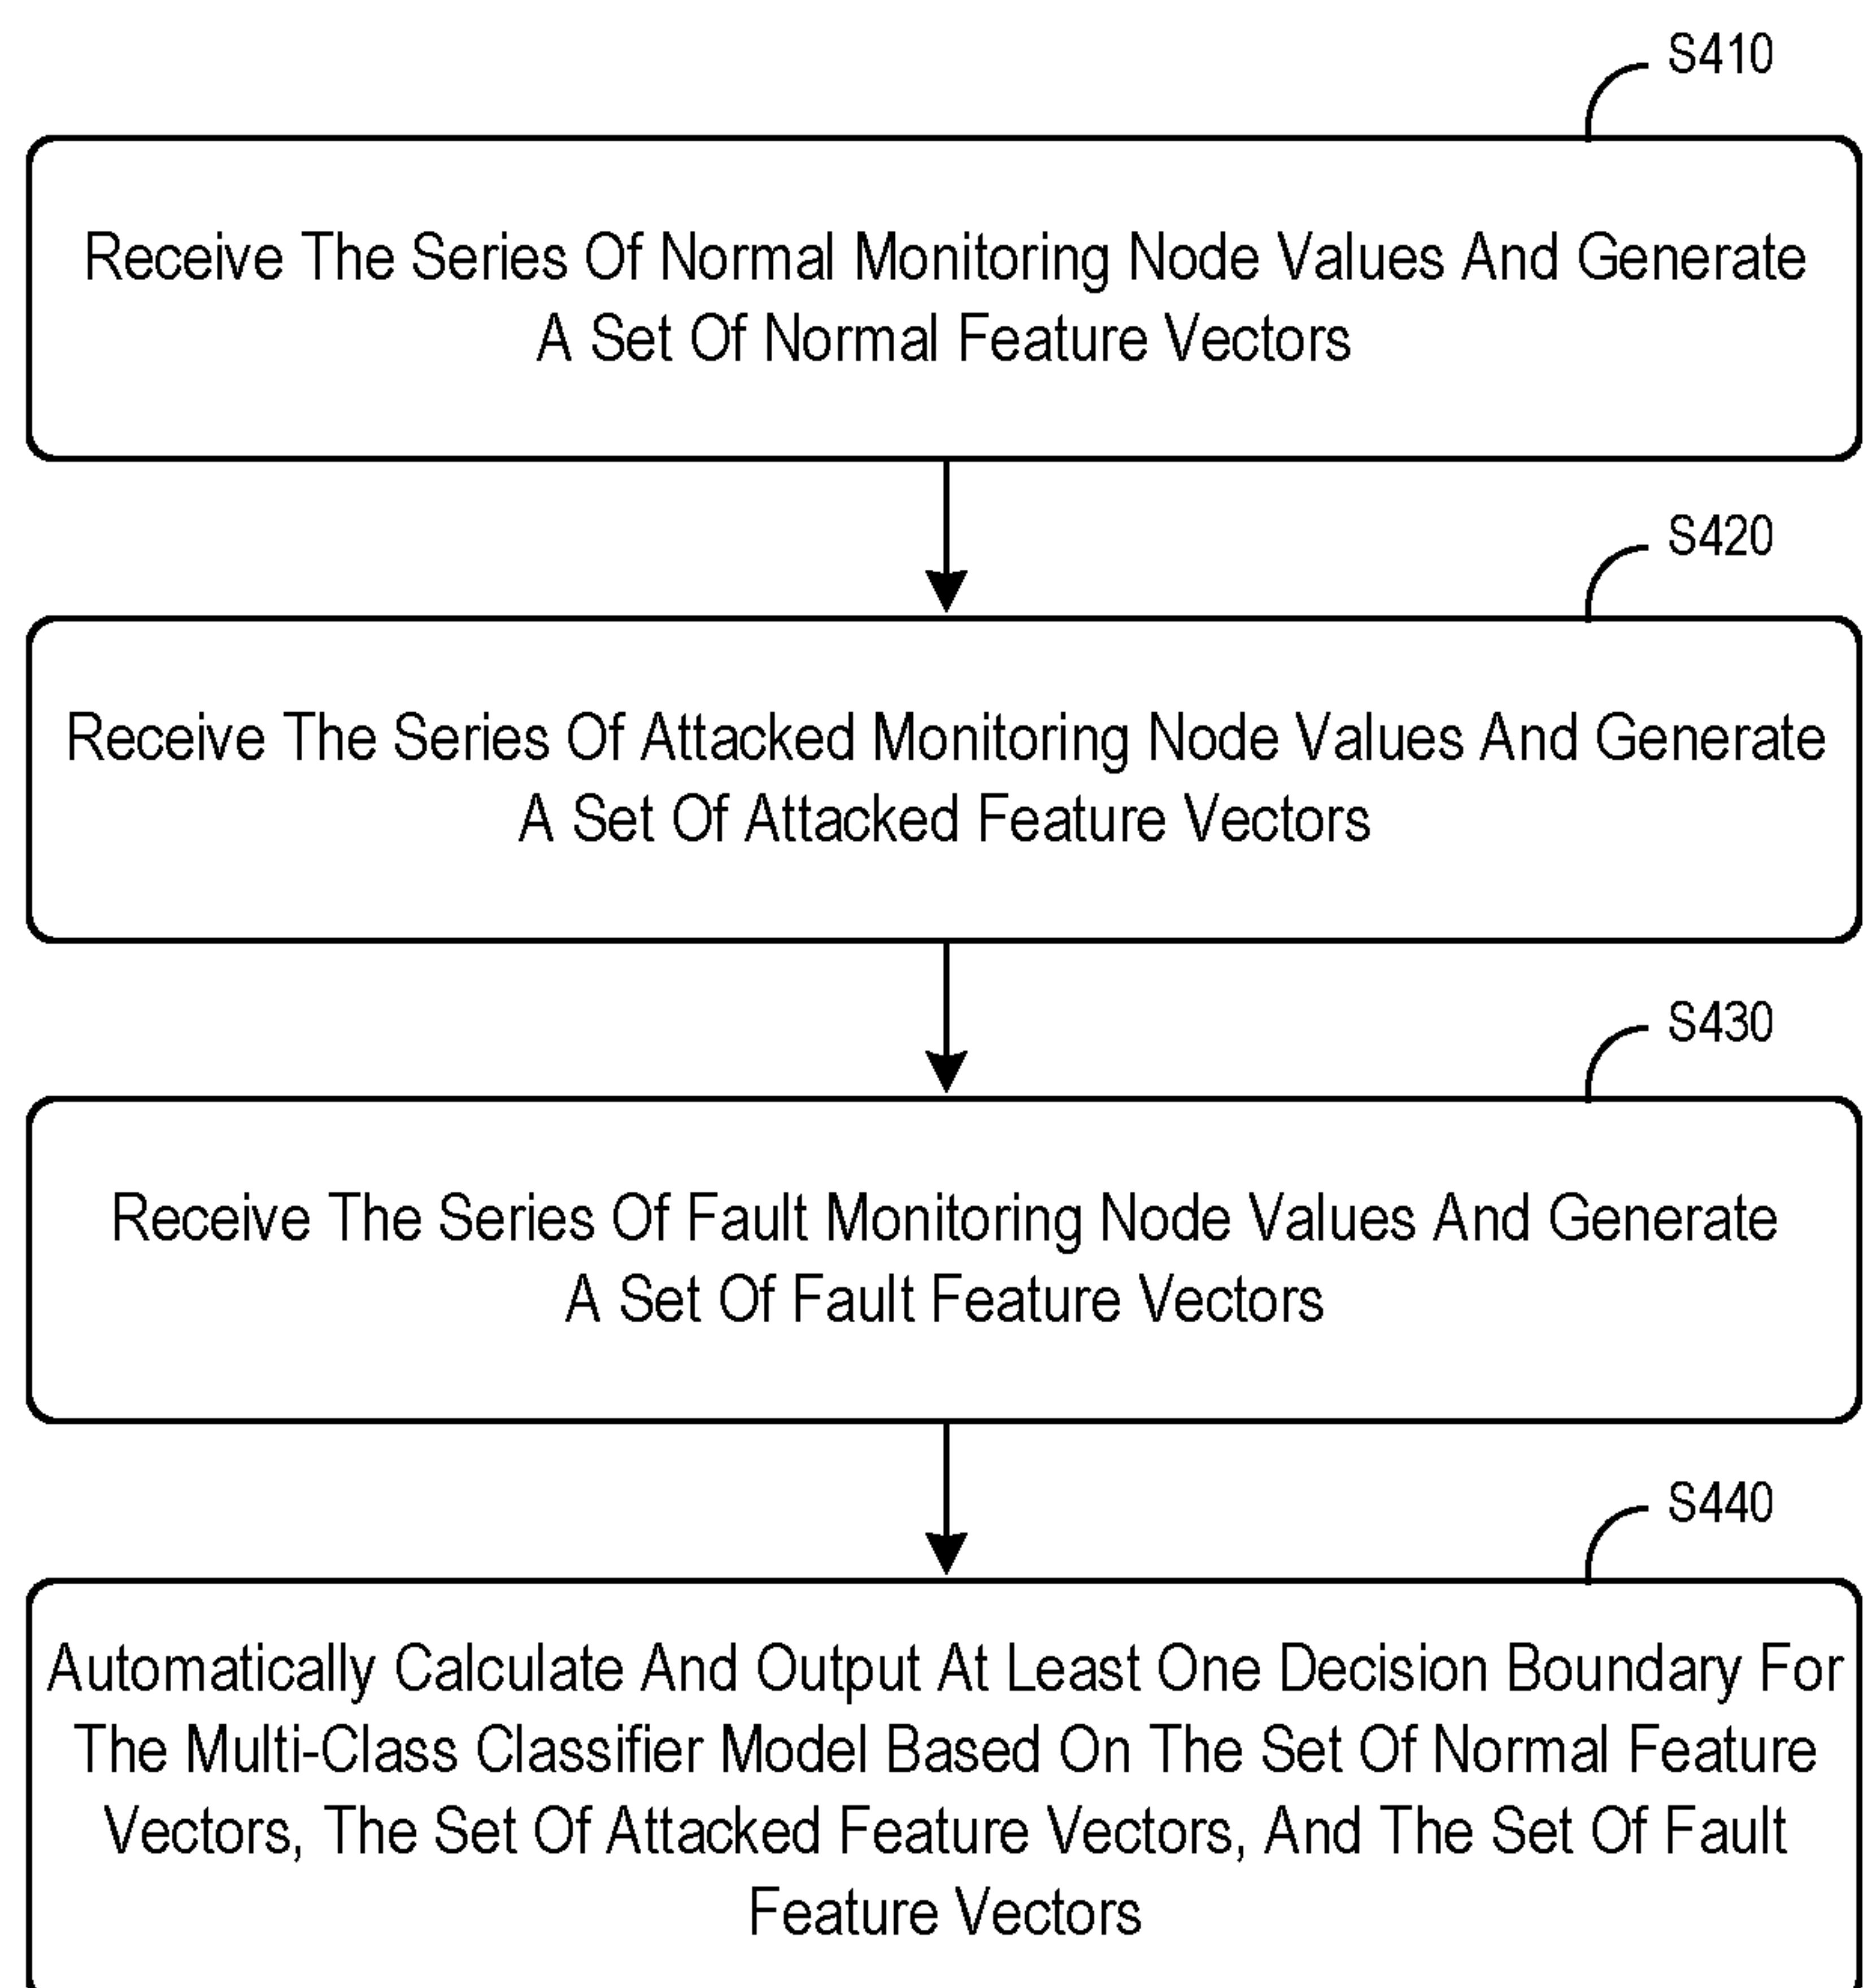 S410
Receive The Series Of Normal Monitoring Node Values And Generate
A Set Of Normal Feature Vectors
S420
Receive The Series Of Attacked Monitoring Node Values And Generate
A Set Of Attacked Feature Vectors
S430
Receive The Series Of Fault Monitoring Node Values And Generate
A Set Of Fault Feature Vectors
S440
Automatically Calculate And Output At Least One Decision Boundary For
The Multi-Class Classifier Model Based On The Set Of Normal Feature
Vectors, The Set Of Attacked Feature Vectors, And The Set Of Fault
Feature Vectors